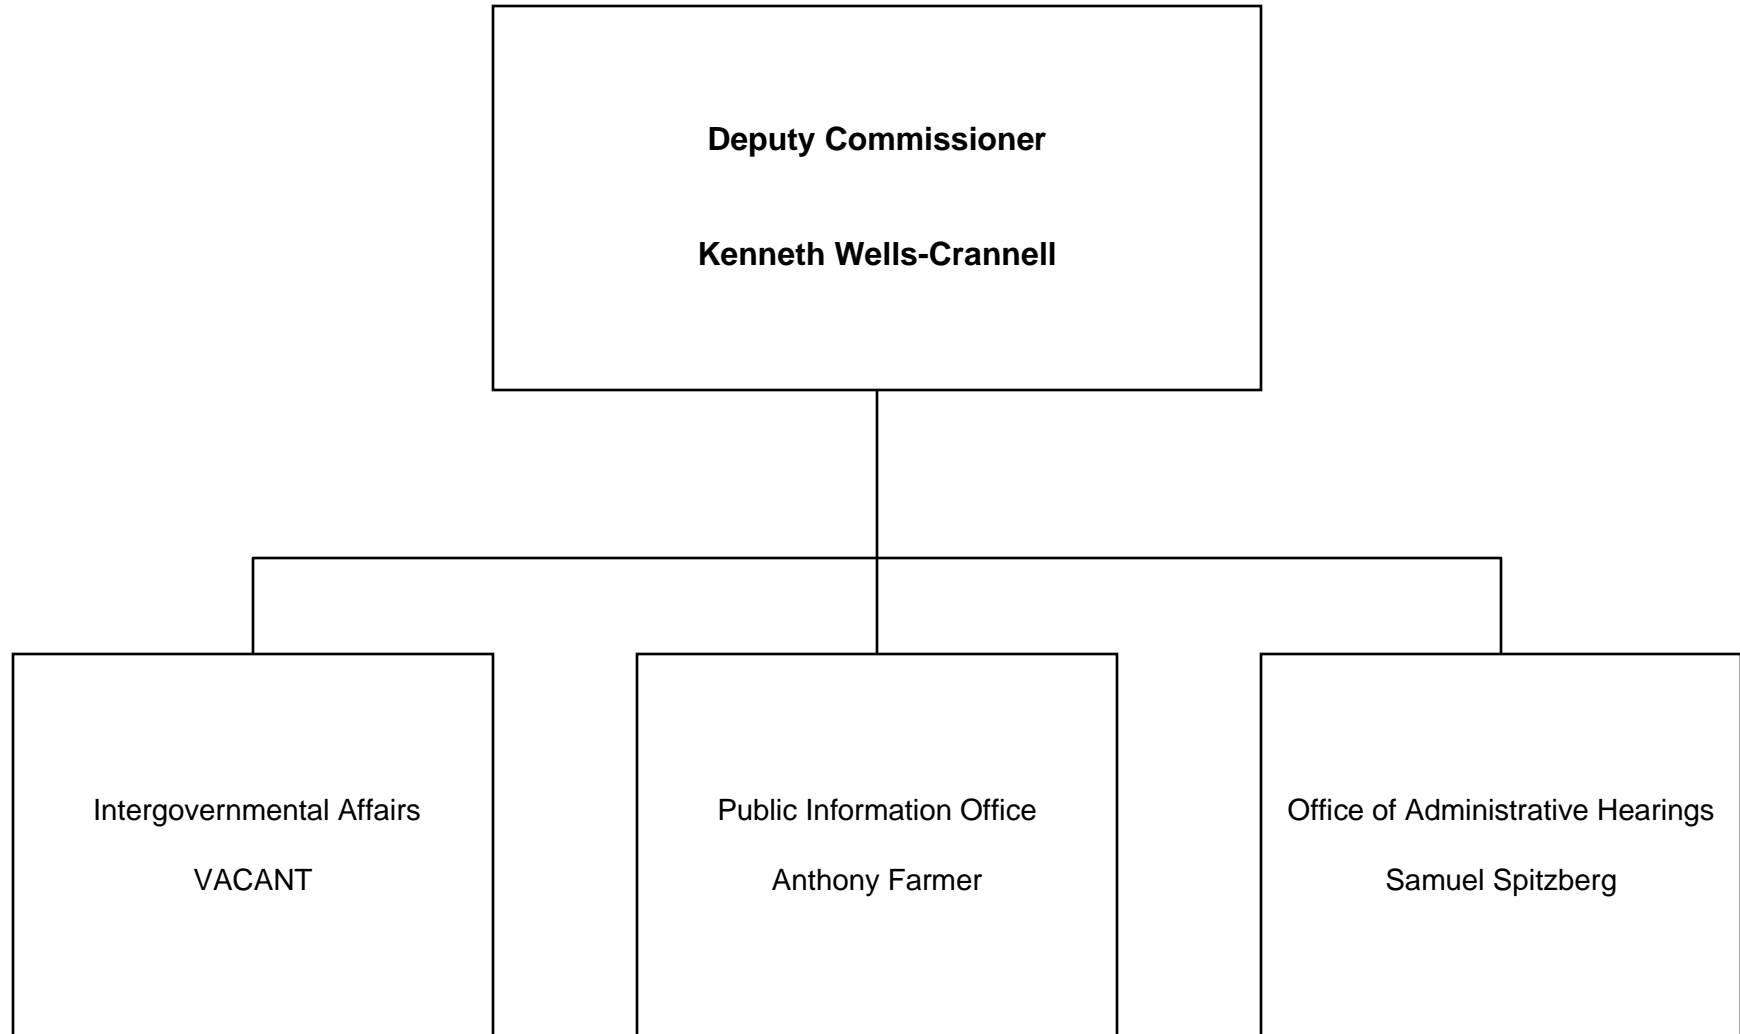 Deputy Commissioner
Kenneth Wells-Crannell
Intergovernmental Affairs
VACANT
Public Information Office
Anthony Farmer
Office of Administrative Hearings
Samuel Spitzberg